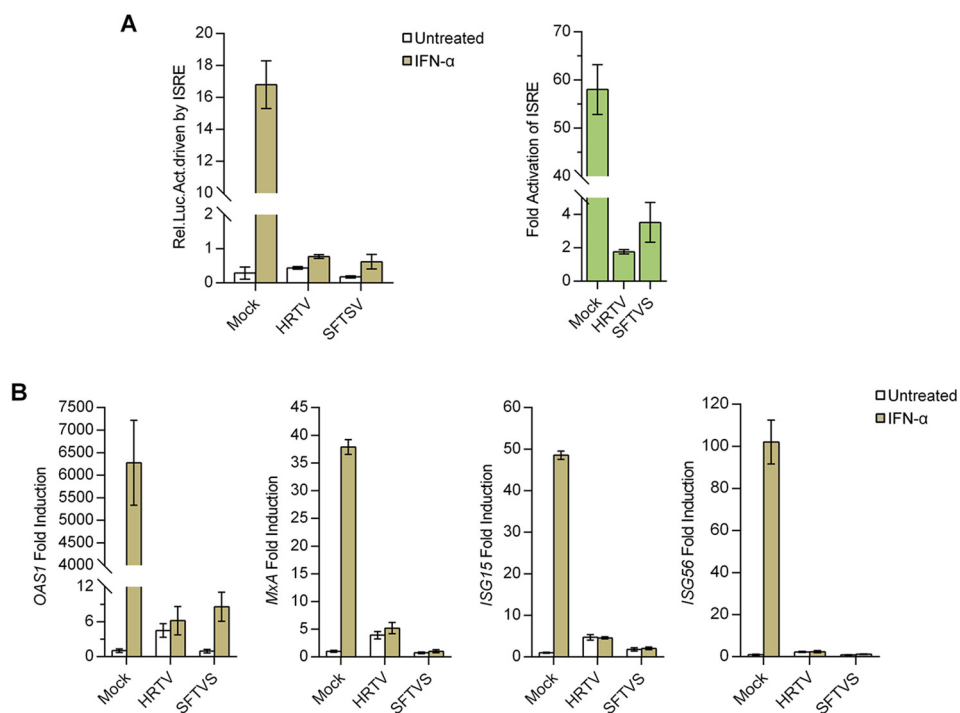 A
Rel.Luc.Act.driven by ISRE
20
18
16
14
12
10
2
1
0
Mock
HRTV
SFTSV
Untreated
IFN-α
Fold Activation of ISRE
70
60
50
40
4
2
0
Mock
HRTV
SFTVS
B
OAS1 Fold Induction
7500
7000
6500
6000
5500
5000
4500
4000
12
6
0
Mock
HRTV
SFTVS
MxA Fold Induction
45
40
35
30
25
20
15
10
5
0
Mock
HRTV
SFTVS
ISG15 Fold Induction
60
50
40
30
20
10
0
Mock
HRTV
SFTVS
ISG56 Fold Induction
120
100
80
60
40
20
0
Mock
HRTV
SFTVS
Untreated
IFN-α